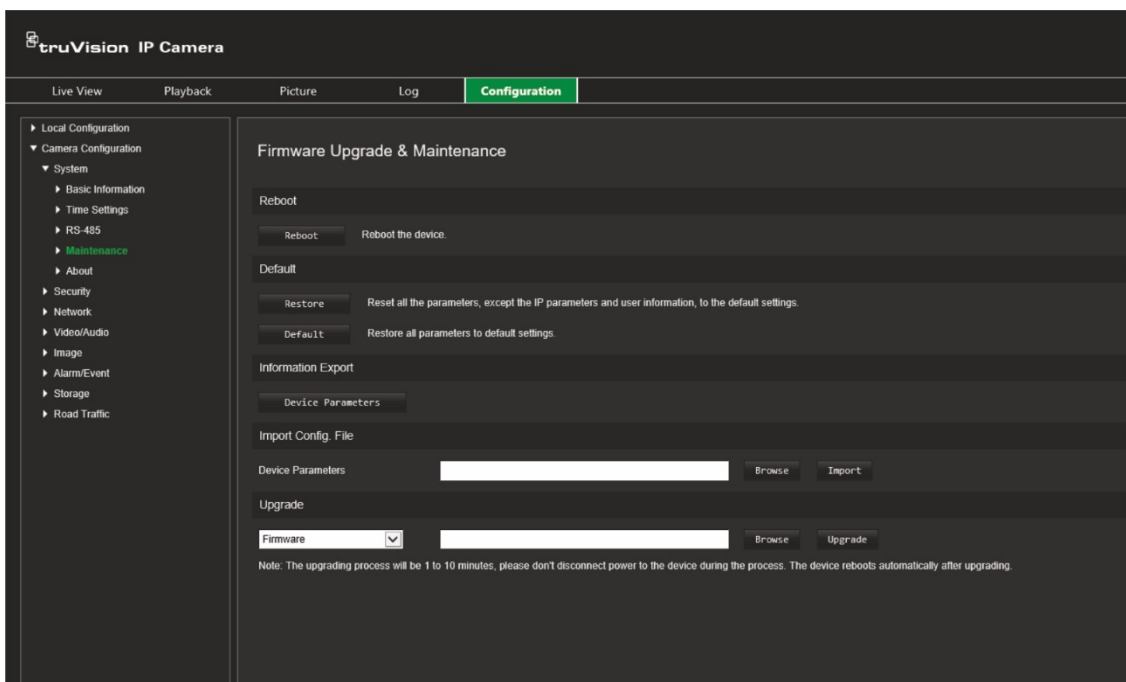 truVision IP Camera
Live View Playback Picture Log Configuration
Local Configuration
Camera Configuration
System
Basic Information
Time Settings
RS-485
Maintenance
About
Security
Network
Video/Audio
Image
Alarm/Event
Storage
Road Traffic
Firmware Upgrade & Maintenance
Reboot
Reboot Reboot the device.
Default
Restore Reset all the parameters, except the IP parameters and user information, to the default settings.
Default Restore all parameters to default settings.
Information Export
Device Parameters
Import Config. File
Device Parameters Browse Import
Upgrade
Firmware Browse Upgrade
Note: The upgrading process will be 1 to 10 minutes, please don't disconnect power to the device during the process. The device reboots automatically after upgrading.